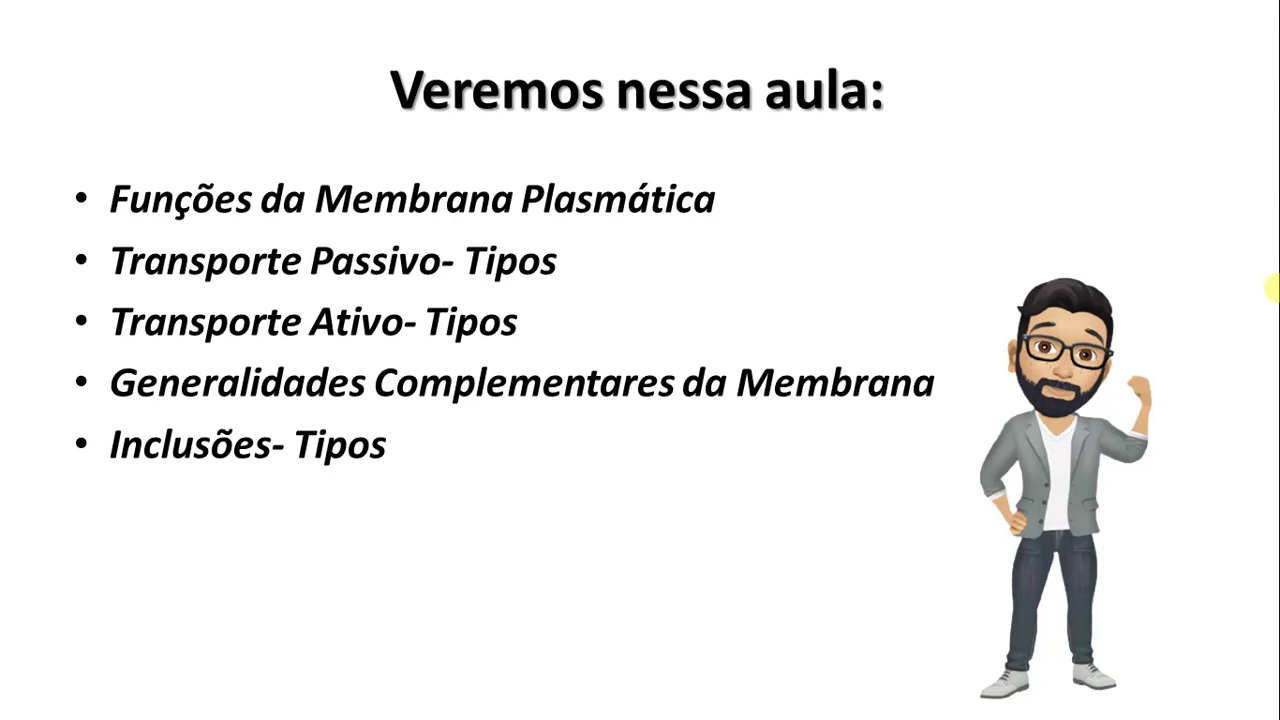 Veremos nessa aula:
• Funções da Membrana Plasmática
• Transporte Passivo- Tipos
• Transporte Ativo- Tipos
• Generalidades Complementares da Membrana
• Inclusões- Tipos